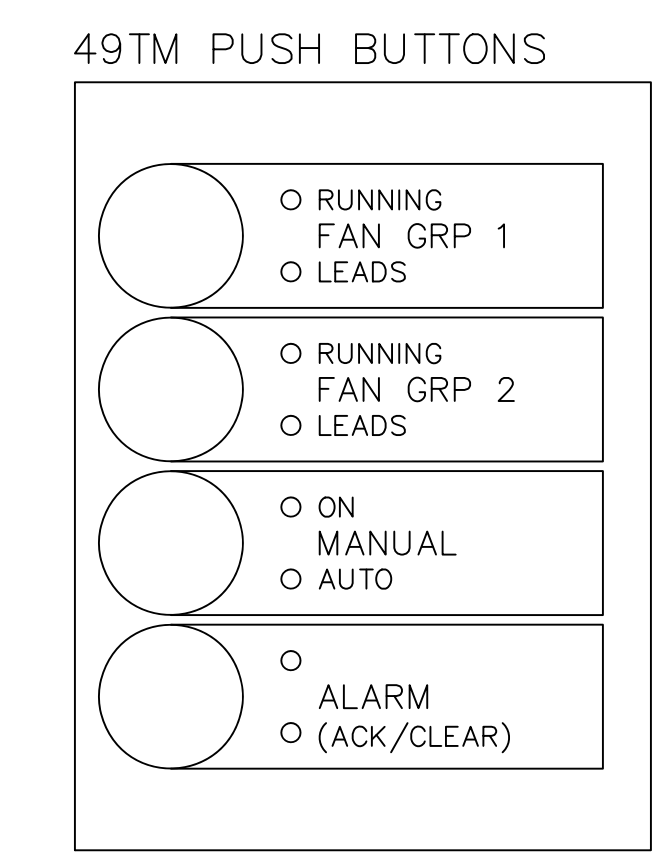 49TM PUSH BUTTONS
RUNNING
FAN GRP 1
LEADS
RUNNING
FAN GRP 2
LEADS
ON
MANUAL
AUTO
ALARM
(ACK/CLEAR)